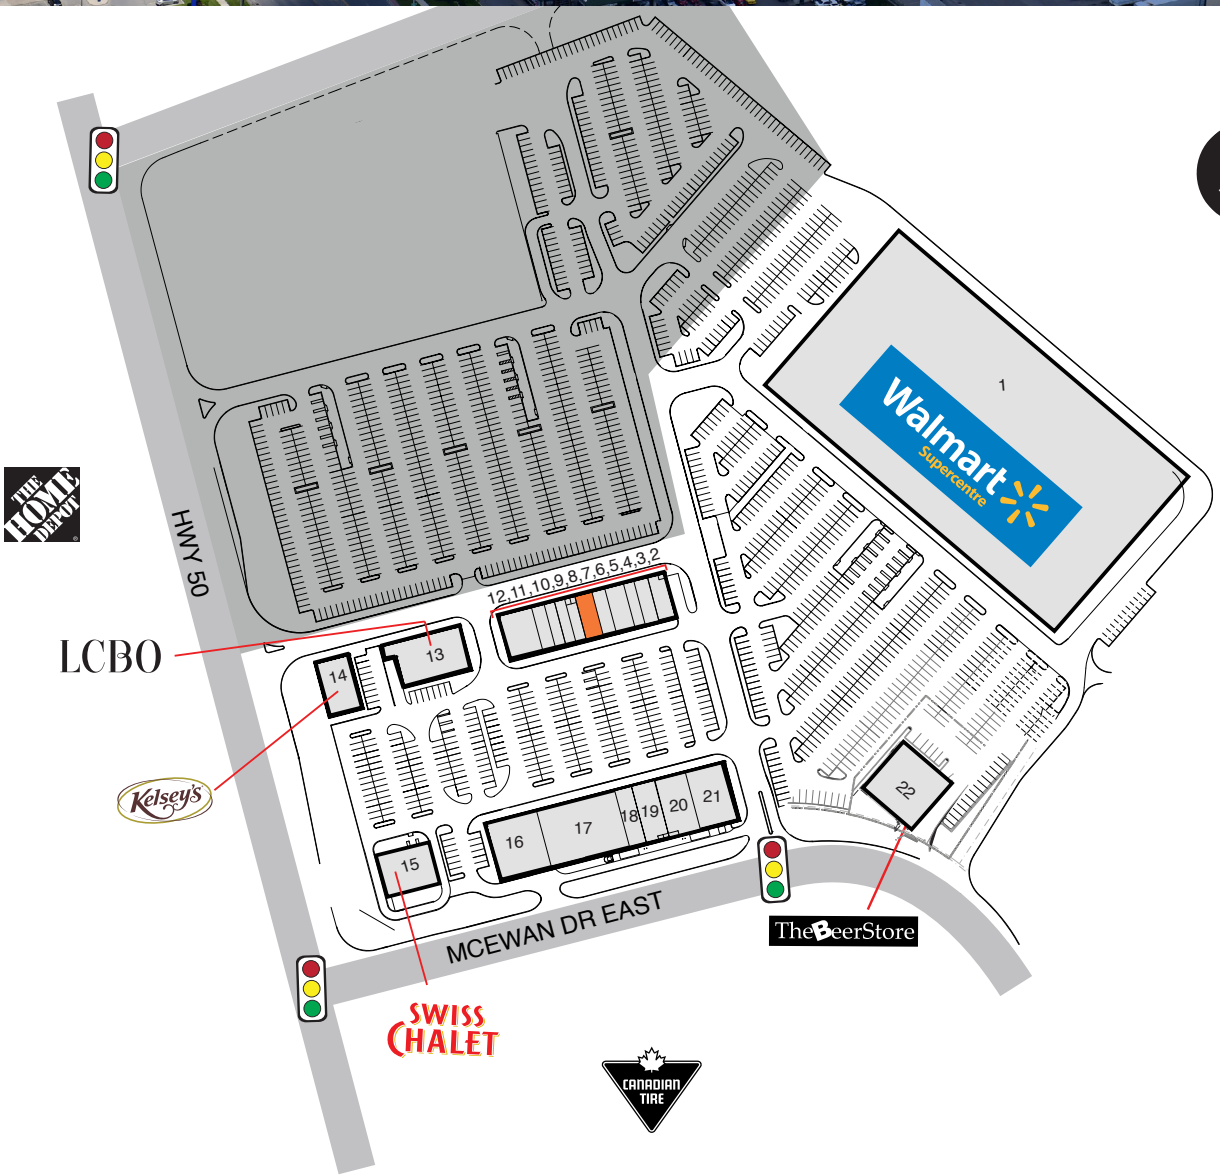 1
Walmart
Supercentre
THE
HOME
DEPOT
HWY 50
12,11,10,9,8,7,6,5,4,3,2
LCBO
13
14
Kelsey's
22
21
20
19
18
17
16
15
TheBeerStore
MCEWAN DR EAST
SWISS
CHALET
CANADIAN
TIRE